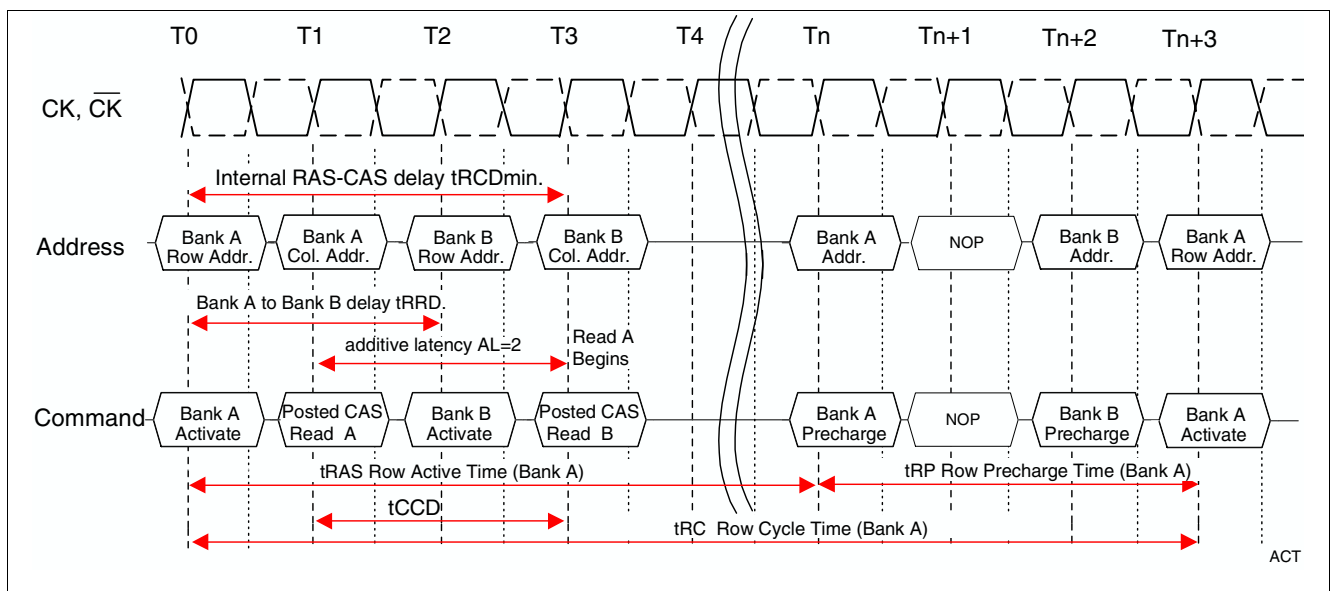 T0 T1 T2 T3 T4 Tn Tn+1 Tn+2 Tn+3
CK, C̅K̅
Internal RAS-CAS delay tRCDmin.
Address
Bank A
Row Addr.
Bank A
Col. Addr.
Bank B
Row Addr.
Bank B
Col. Addr.
Bank A
Addr.
NOP
Bank B
Addr.
Bank A
Row Addr.
Bank A to Bank B delay tRRD.
additive latency AL=2
Read A
Begins
Command
Bank A
Activate
Posted CAS
Read A
Bank B
Activate
Posted CAS
Read B
Bank A
Precharge
NOP
Bank B
Precharge
Bank A
Activate
tRAS Row Active Time (Bank A)
tRP Row Precharge Time (Bank A)
tCCD
tRC Row Cycle Time (Bank A)
ACT